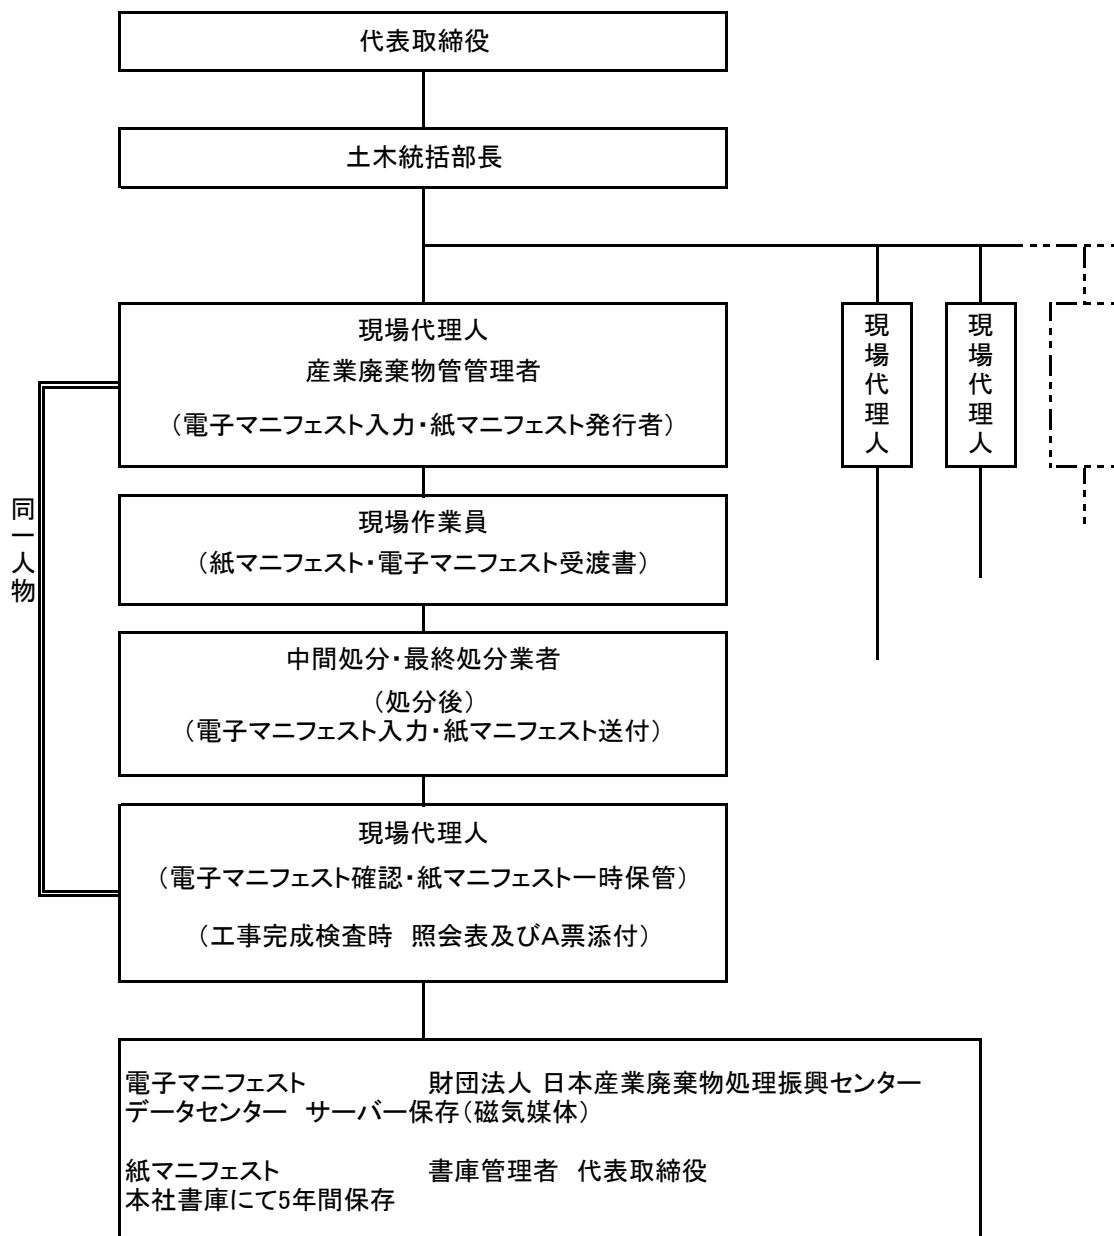 代表取締役
土木統括部長
現場代理人
産業廃棄物管管理者
（電子マニフェスト入力・紙マニフェスト発行者）
現場代理人
現場代理人
現場作業員
（紙マニフェスト・電子マニフェスト受渡書）
同一人物
中間処分・最終処分業者
（処分後）
（電子マニフェスト入力・紙マニフェスト送付）
現場代理人
（電子マニフェスト確認・紙マニフェスト一時保管）
（工事完成検査時　照会表及びA票添付）
電子マニフェスト　財団法人 日本産業廃棄物処理振興センター
データセンター　サーバー保存（磁気媒体）
紙マニフェスト　書庫管理者　代表取締役
本社書庫にて5年間保存